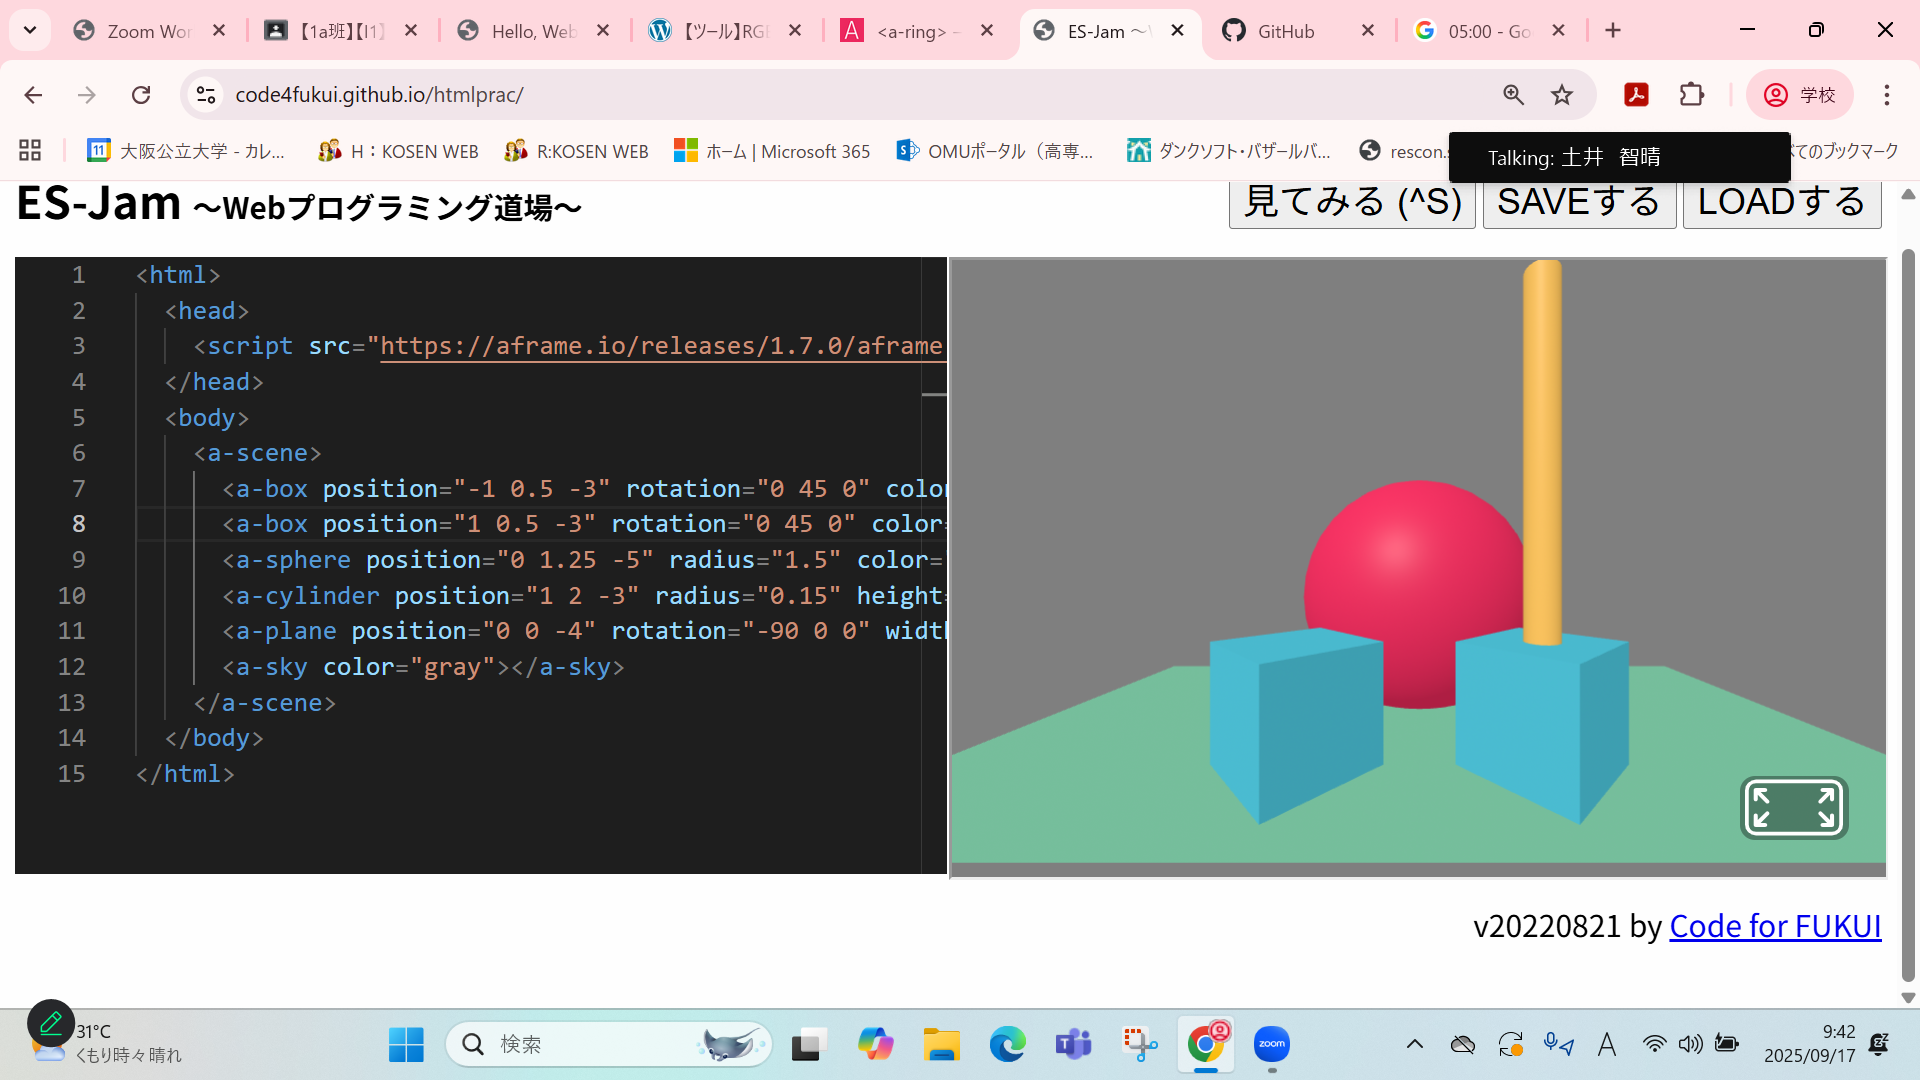 Zoom Wor
【1a班】【I1】
Hello, Web
【ツール】RGB
<a-ring> –
ES-Jam 〜W
GitHub
05:00 - Go
code4fukui.github.io/htmlprac/
学校
大阪公立大学 - カレ...
H：KOSEN WEB
R:KOSEN WEB
ホーム | Microsoft 365
OMUポータル（高専...
ダンクソフト・バザールバ...
rescon.s
Talking: 土井 智晴
べてのブックマーク
ES-Jam 〜Webプログラミング道場〜
見てみる (^S)
SAVEする
LOADする
1 <html>
2 <head>
3 <script src="https://aframe.io/releases/1.7.0/aframe.
4 </head>
5 <body>
6 <a-scene>
7 <a-box position="-1 0.5 -3" rotation="0 45 0" color
8 <a-box position="1 0.5 -3" rotation="0 45 0" color=
9 <a-sphere position="0 1.25 -5" radius="1.5" color="
10 <a-cylinder position="1 2 -3" radius="0.15" height=
11 <a-plane position="0 0 -4" rotation="-90 0 0" width
12 <a-sky color="gray"></a-sky>
13 </a-scene>
14 </body>
15 </html>
v20220821 by Code for FUKUI
31°C
くもり時々晴れ
検索
zoom
A
9:42
2025/09/17